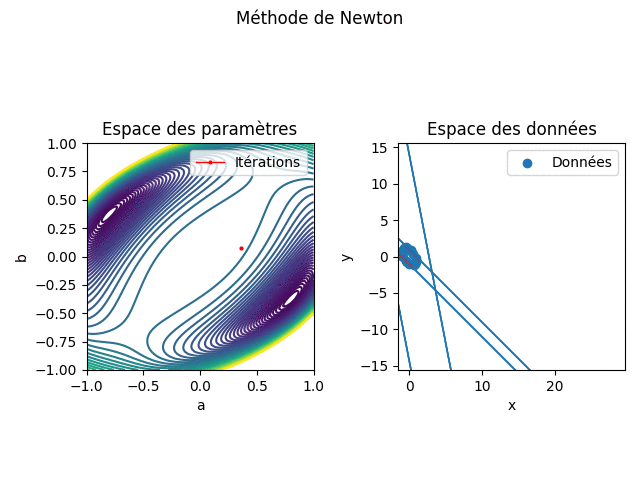 Méthode de Newton
Espace des paramètres
Espace des données
Itérations
Données
1.00
0.75
0.50
0.25
0.00
−0.25
−0.50
−0.75
−1.00
b
−1.0
−0.5
0.0
0.5
1.0
a
15
10
5
0
−5
−10
−15
y
0
10
20
x